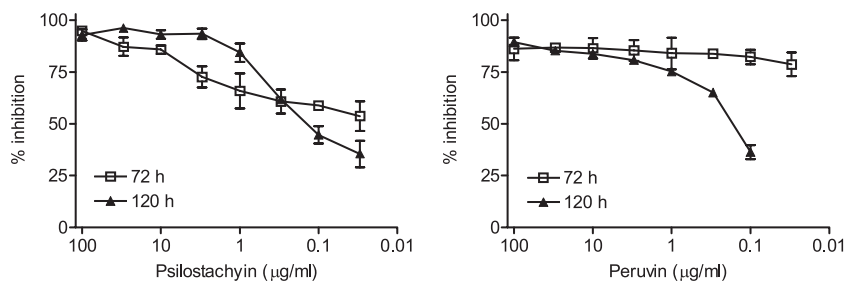 100
75
50
25
0
% inhibition
72 h
120 h
100 10 1 0.1 0.01
Psilostachyin (μg/ml)
100
75
50
25
0
% inhibition
72 h
120 h
100 10 1 0.1 0.01
Peruvin (μg/ml)